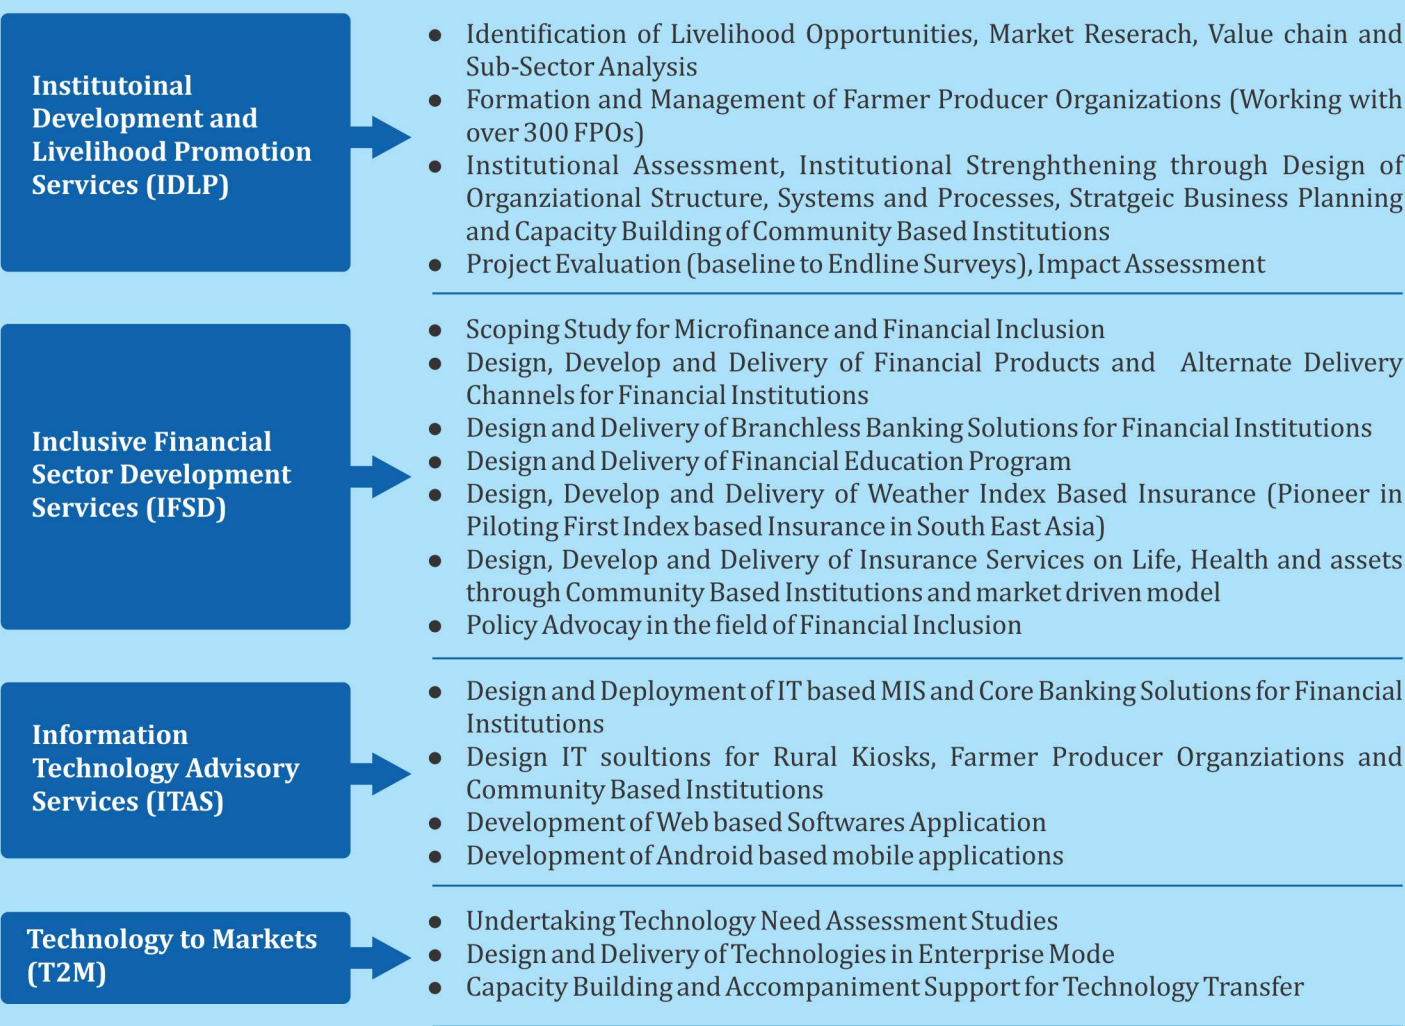 Institutoinal
Development and
Livelihood Promotion
Services (IDLP)
● Identification of Livelihood Opportunities, Market Reserach, Value chain and
Sub-Sector Analysis
● Formation and Management of Farmer Producer Organizations (Working with
over 300 FPOs)
● Institutional Assessment, Institutional Strenghthening through Design of
Organziational Structure, Systems and Processes, Stratgeic Business Planning
and Capacity Building of Community Based Institutions
● Project Evaluation (baseline to Endline Surveys), Impact Assessment
Inclusive Financial
Sector Development
Services (IFSD)
● Scoping Study for Microfinance and Financial Inclusion
● Design, Develop and Delivery of Financial Products and Alternate Delivery
Channels for Financial Institutions
● Design and Delivery of Branchless Banking Solutions for Financial Institutions
● Design and Delivery of Financial Education Program
● Design, Develop and Delivery of Weather Index Based Insurance (Pioneer in
Piloting First Index based Insurance in South East Asia)
● Design, Develop and Delivery of Insurance Services on Life, Health and assets
through Community Based Institutions and market driven model
● Policy Advocay in the field of Financial Inclusion
Information
Technology Advisory
Services (ITAS)
● Design and Deployment of IT based MIS and Core Banking Solutions for Financial
Institutions
● Design IT soultions for Rural Kiosks, Farmer Producer Organziations and
Community Based Institutions
● Development of Web based Softwares Application
● Development of Android based mobile applications
Technology to Markets
(T2M)
● Undertaking Technology Need Assessment Studies
● Design and Delivery of Technologies in Enterprise Mode
● Capacity Building and Accompaniment Support for Technology Transfer